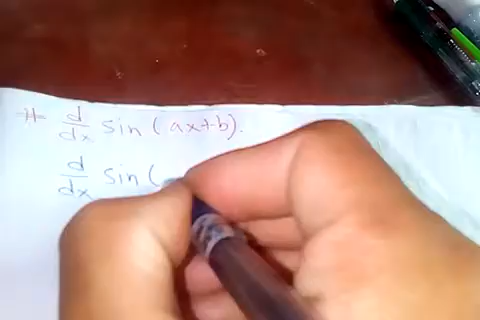 # d/dx sin (ax+b).
d/dx sin (